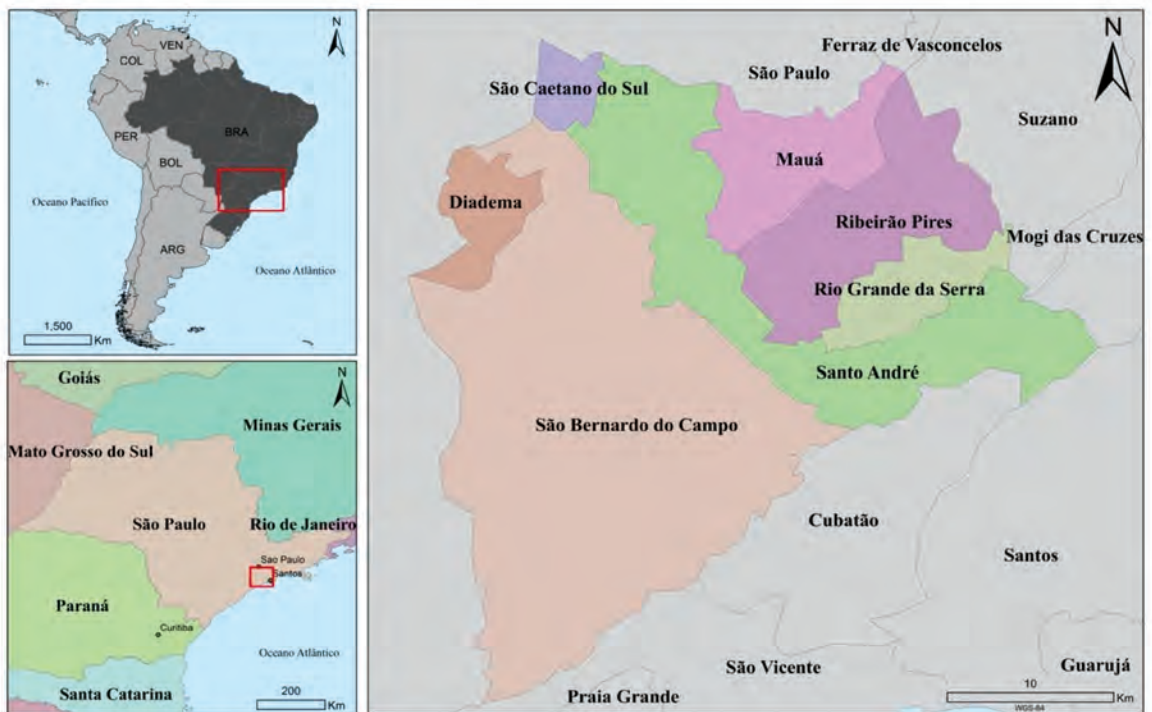 N
VEN
COL
BRA
PER
BOL
Oceano Pacífico
ARG
Oceano Atlântico
1,500
Km
Goiás
N
Minas Gerais
Mato Grosso do Sul
São Paulo
Rio de Janeiro
Sao Paulo
Santos
Paraná
Curitiba
Oceano Atlântico
Santa Catarina
200
Km
N
Ferraz de Vasconcelos
São Paulo
São Caetano do Sul
Suzano
Mauá
Diadema
Ribeirão Pires
Mogi das Cruzes
Rio Grande da Serra
Santo André
São Bernardo do Campo
Cubatão
Santos
São Vicente
Guarujá
Praia Grande
10
Km
WGS-84